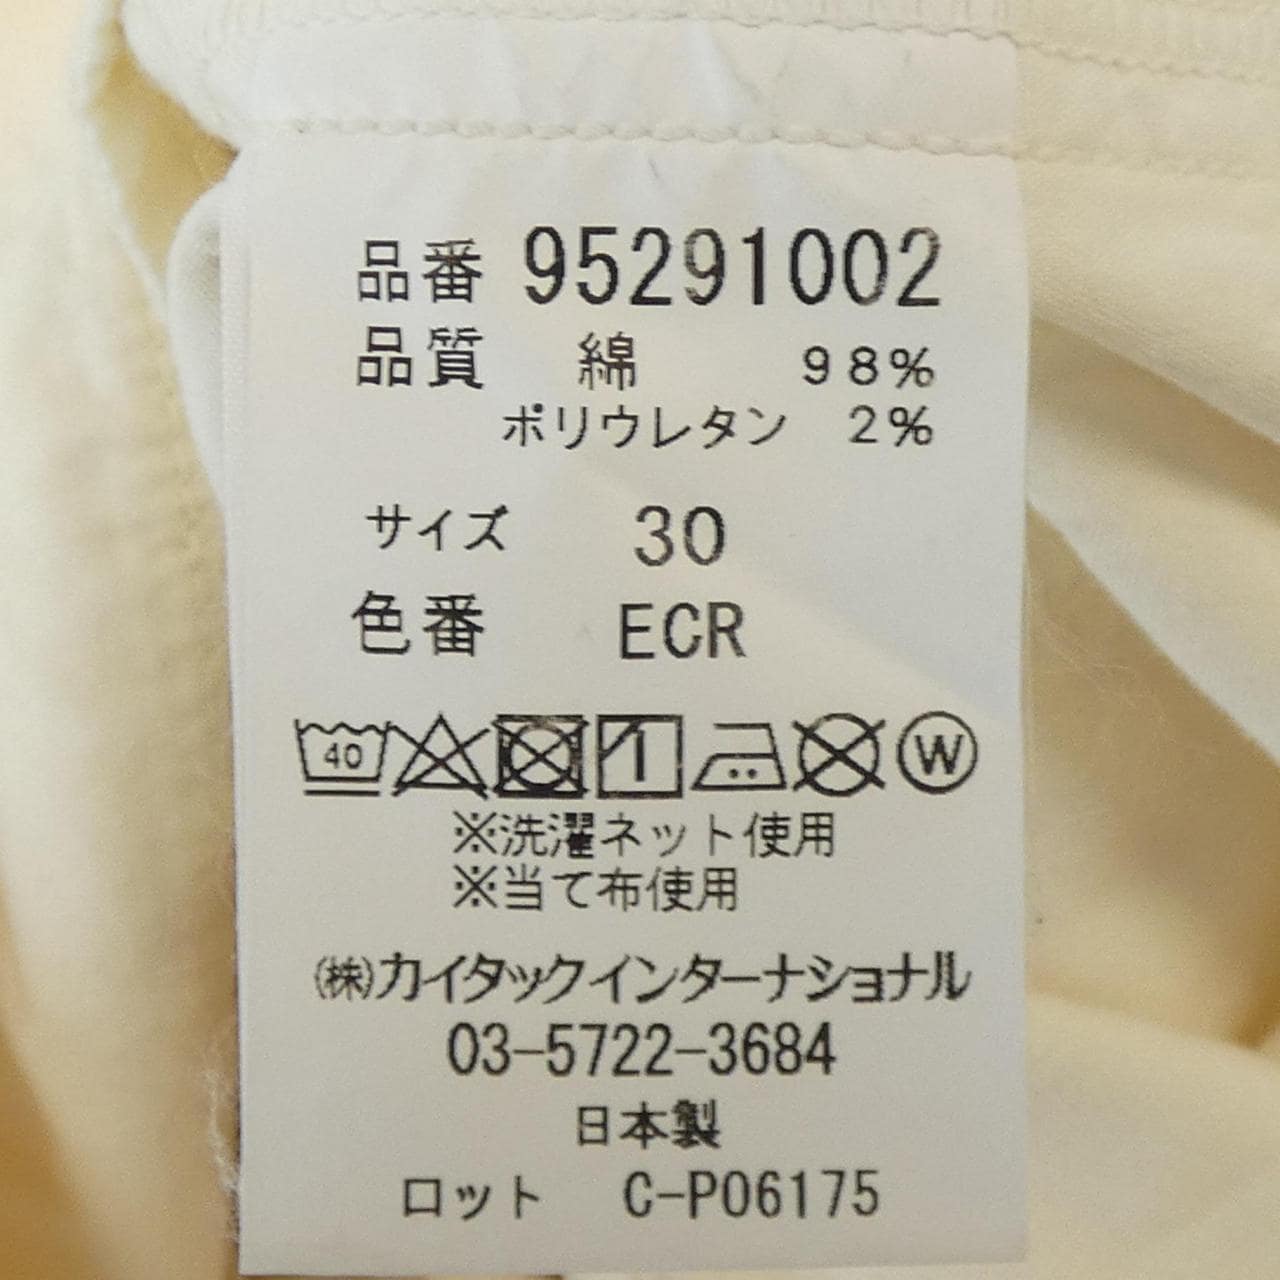 品番 95291002
品質 綿 98%
ポリウレタン 2%
サイズ 30
色番 ECR
40 W
※洗濯ネット使用
※当て布使用
㈱カイタックインターナショナル
03-5722-3684
日本製
ロット C-P06175